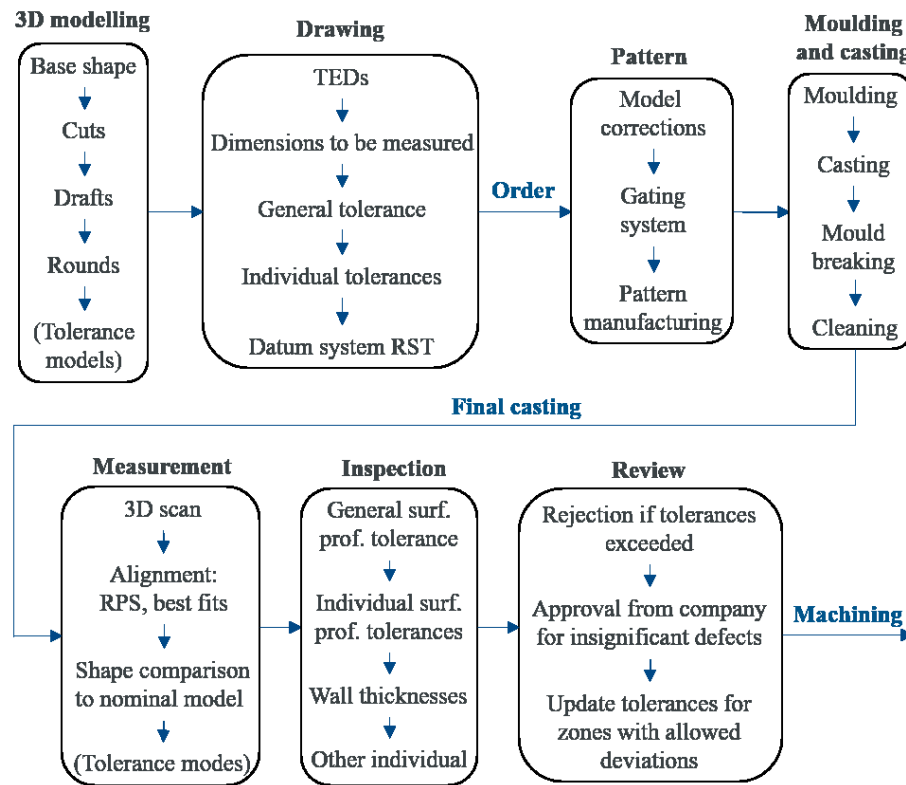 3D modelling
Base shape
Cuts
Drafts
Rounds
(Tolerance
models)
Drawing
TEDs
Dimensions to be measured
General tolerance
Individual tolerances
Datum system RST
Order
Pattern
Model
corrections
Gating
system
Pattern
manufacturing
Moulding
and casting
Moulding
Casting
Mould
breaking
Cleaning
Final casting
Measurement
3D scan
Alignment:
RPS, best fits
Shape comparison
to nominal model
(Tolerance modes)
Inspection
General surf.
prof. tolerance
Individual surf.
prof. tolerances
Wall thicknesses
Other individual
Review
Rejection if tolerances
exceeded
Approval from company
for insignificant defects
Update tolerances for
zones with allowed
deviations
Machining